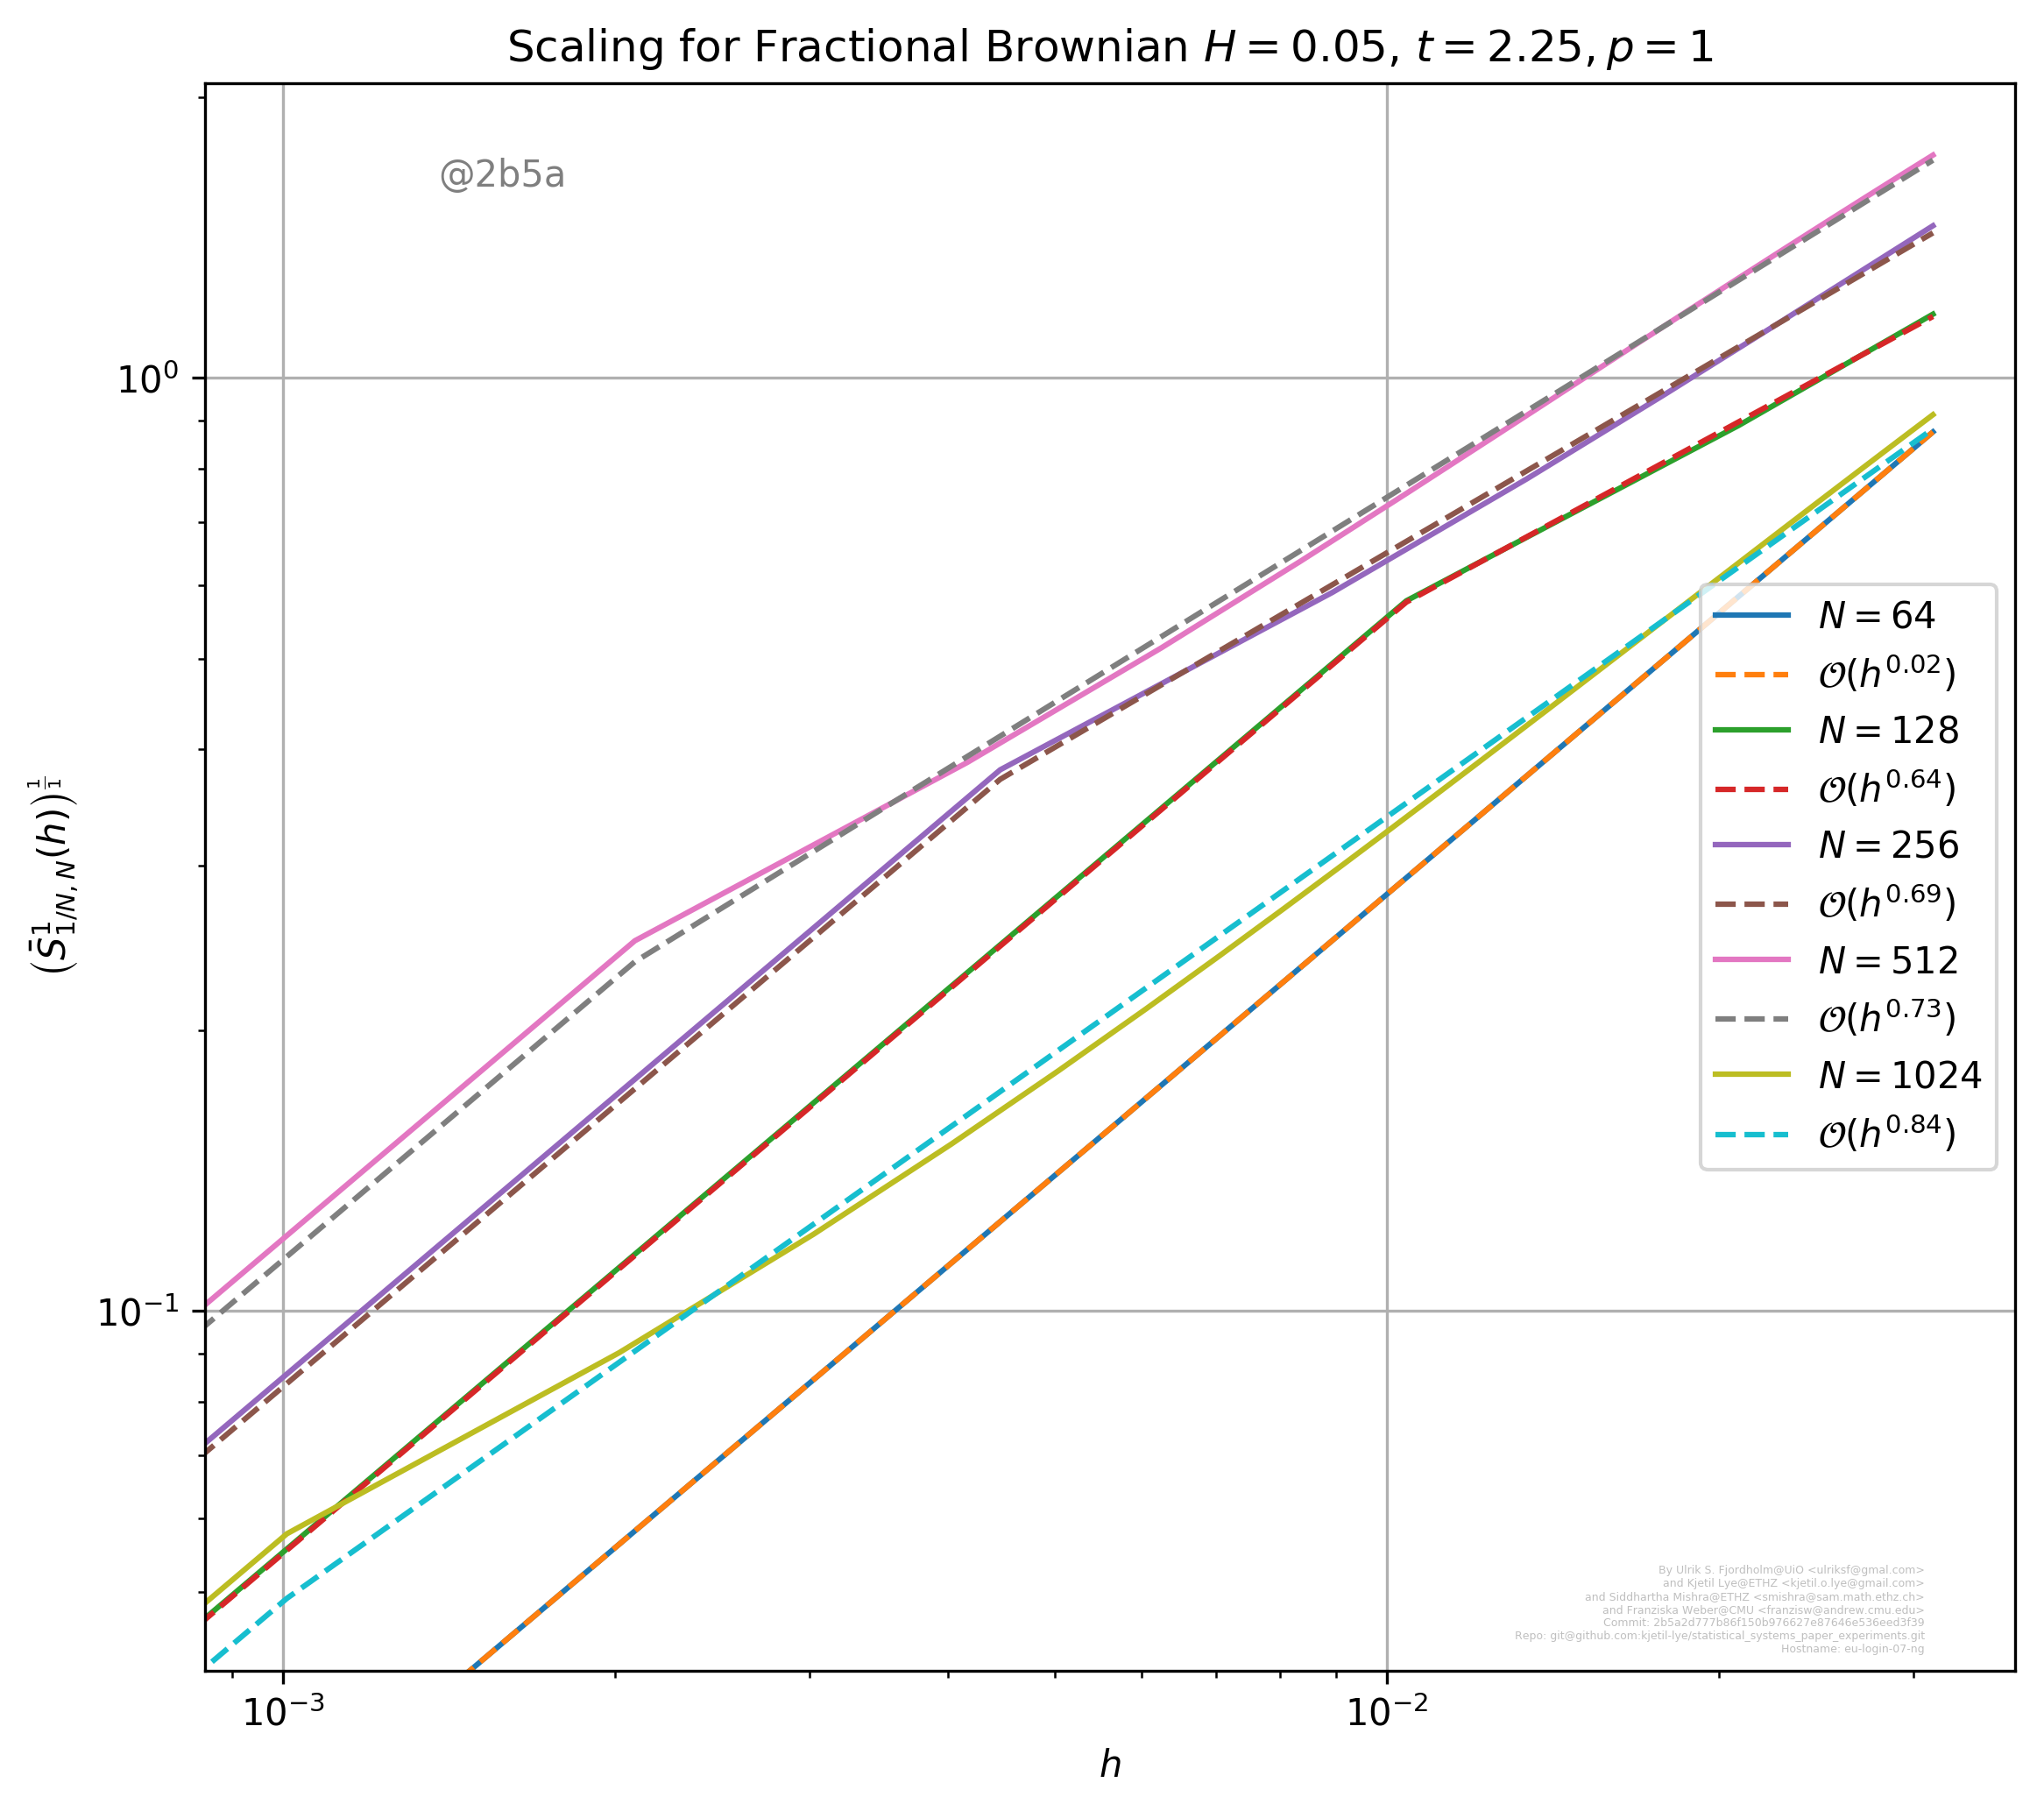 Scaling for Fractional Brownian H = 0.05, t = 2.25, p = 1
@2b5a
10⁰
10⁻¹
(S̄¹₁/N,N(h))^(1/1)
N = 64
𝒪(h^0.02)
N = 128
𝒪(h^0.64)
N = 256
𝒪(h^0.69)
N = 512
𝒪(h^0.73)
N = 1024
𝒪(h^0.84)
By Ulrik S. Fjordholm@UiO <ulriksf@gmal.com>
and Kjetil Lye@ETHZ <kjetil.o.lye@gmail.com>
and Siddhartha Mishra@ETHZ <smishra@sam.math.ethz.ch>
and Franziska Weber@CMU <franzisw@andrew.cmu.edu>
Commit: 2b5a2d777b86f150b976627e87646e536eed3f39
Repo: git@github.com:kjetil-lye/statistical_systems_paper_experiments.git
Hostname: eu-login-07-ng
10⁻³
10⁻²
h